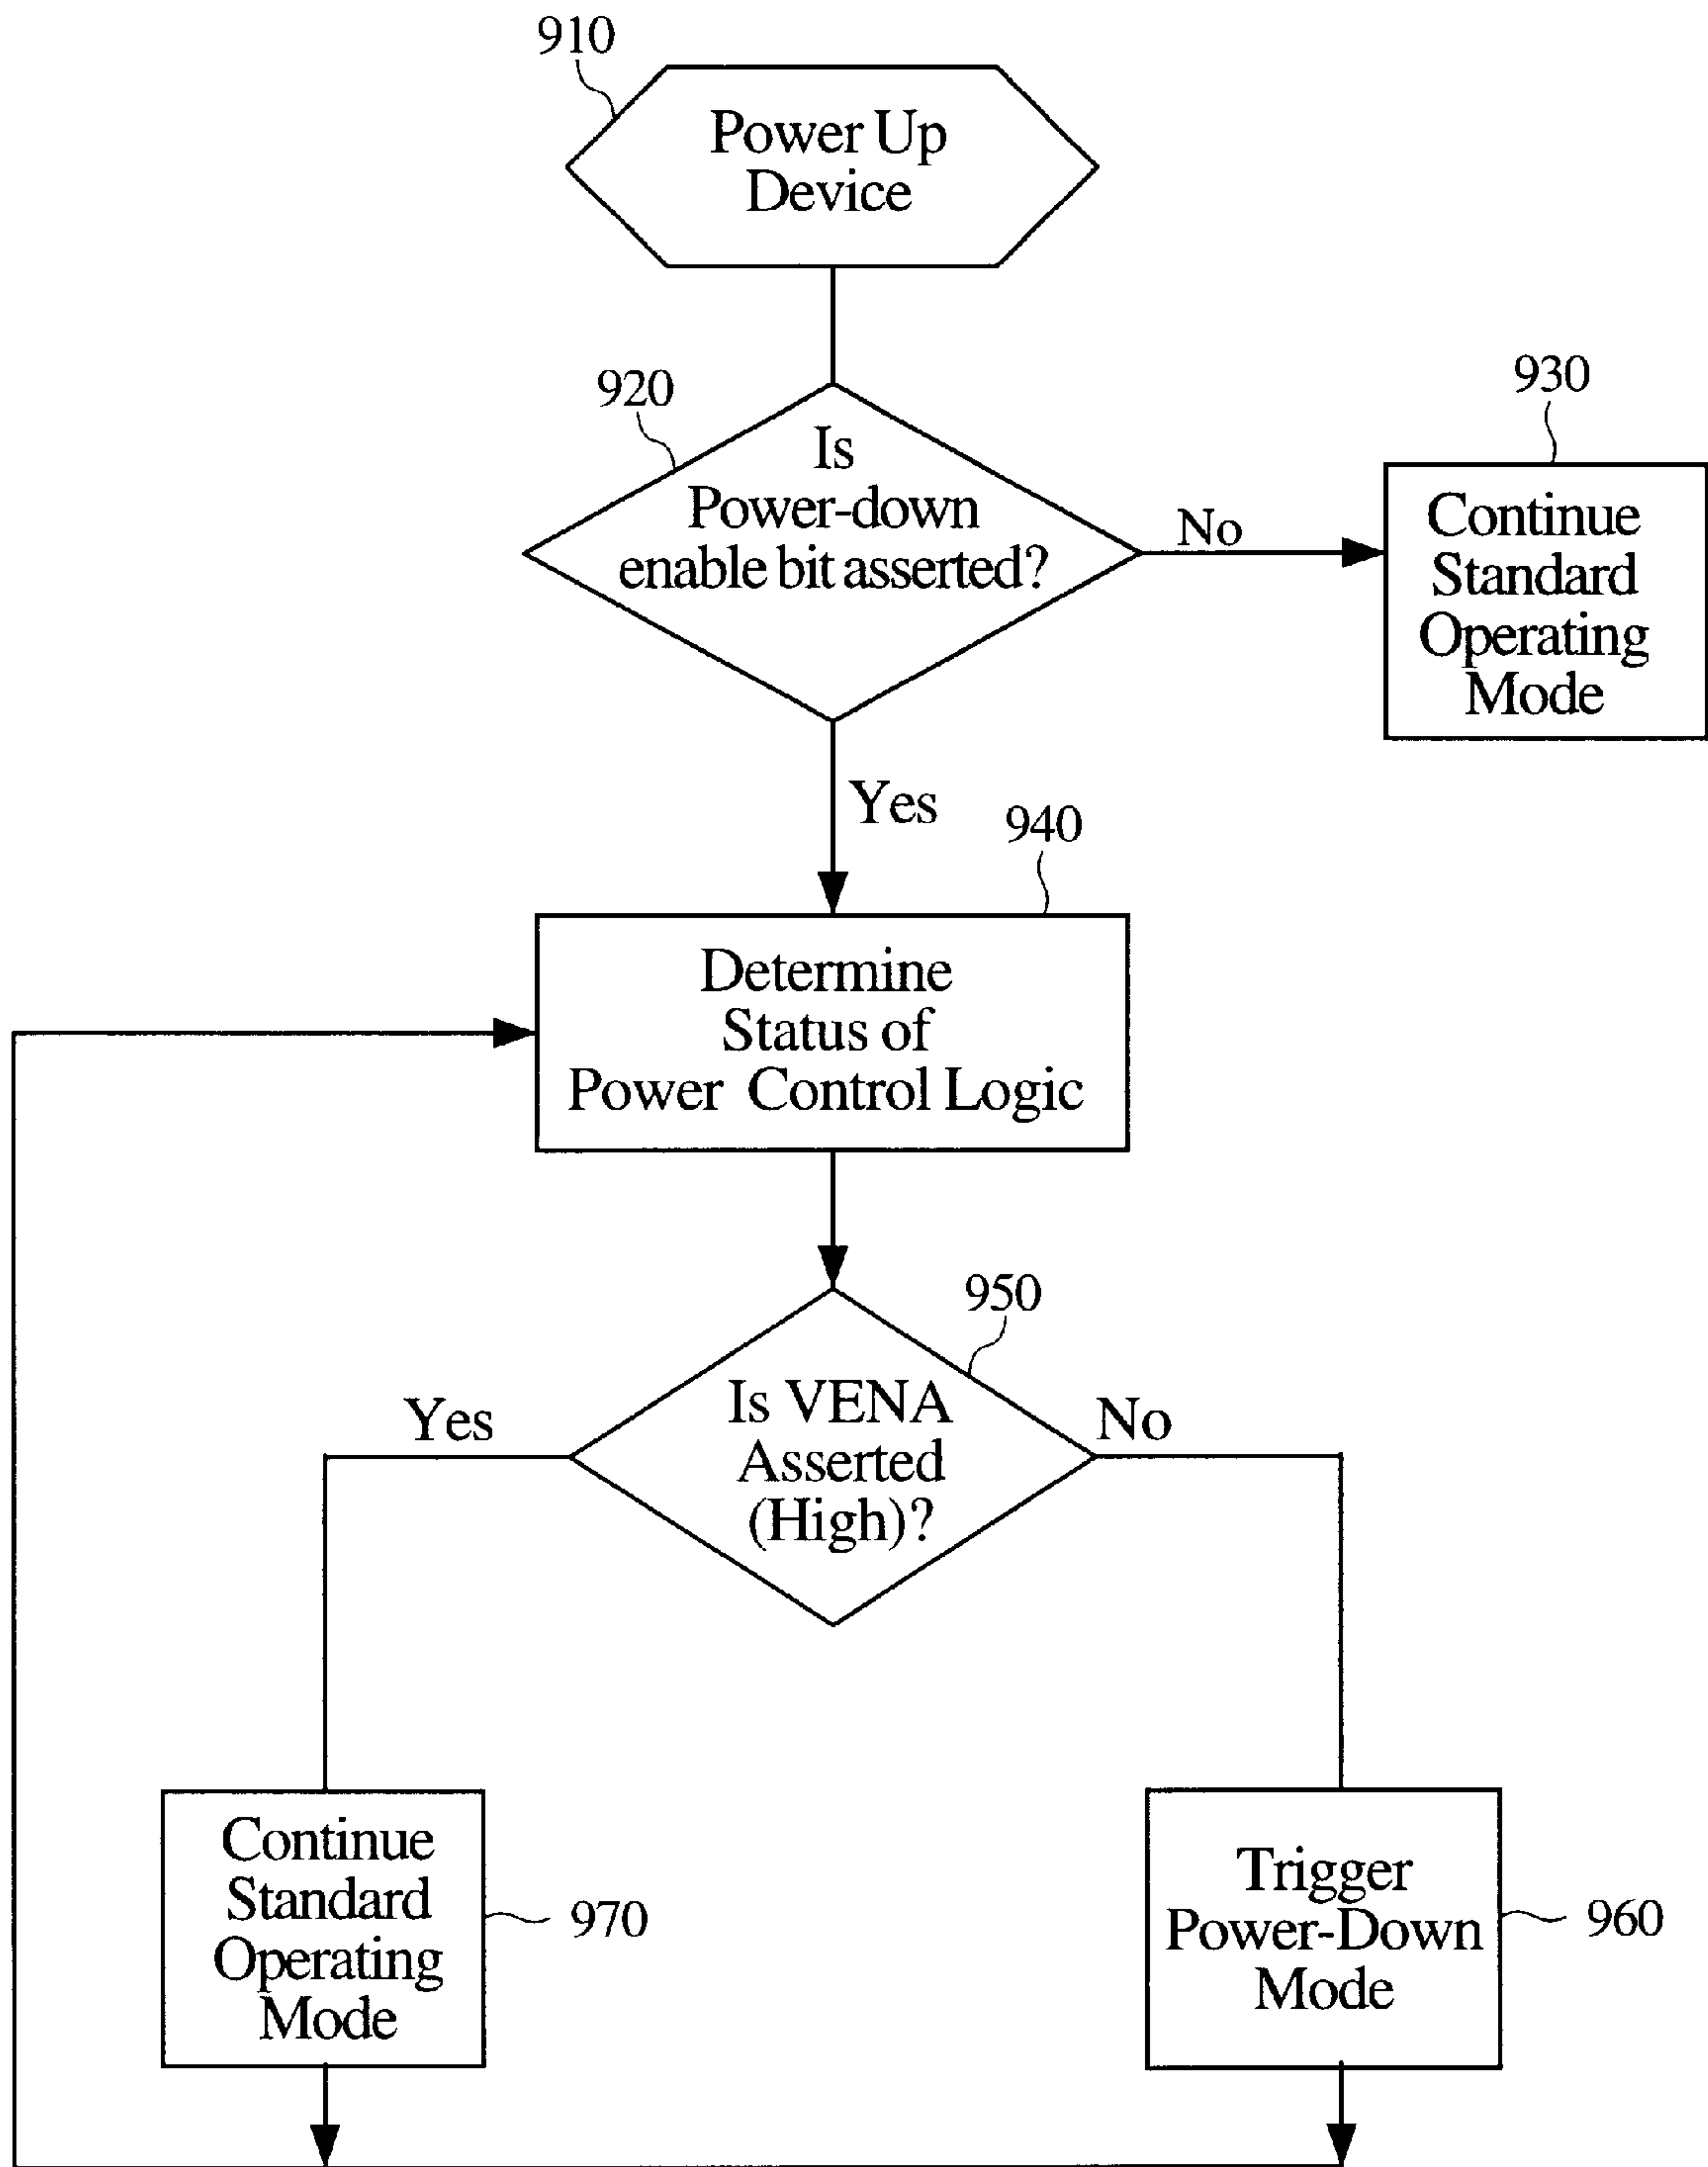 910
Power Up
Device
920
Is
Power-down
enable bit asserted?
No
930
Continue
Standard
Operating
Mode
Yes
940
Determine
Status of
Power Control Logic
950
Is VENA
Asserted
(High)?
Yes
No
Continue
Standard
Operating
Mode
970
Trigger
Power-Down
Mode
960